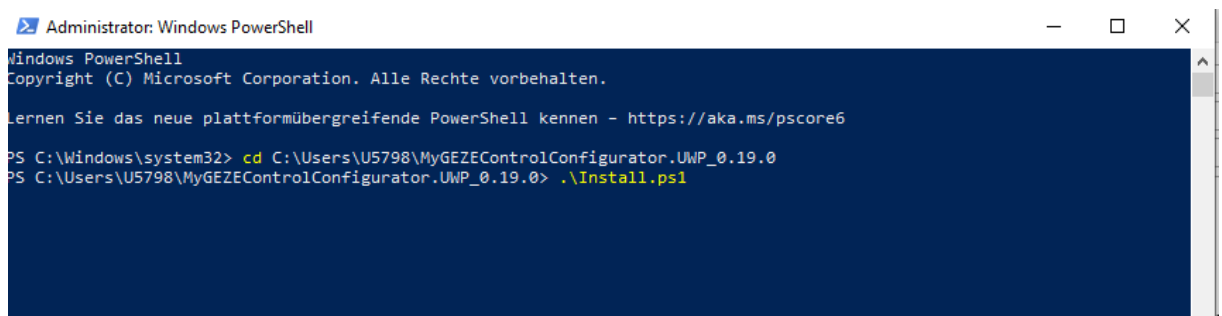 Administrator: Windows PowerShell
Windows PowerShell
Copyright (C) Microsoft Corporation. Alle Rechte vorbehalten.
Lernen Sie das neue plattformübergreifende PowerShell kennen – https://aka.ms/pscore6
PS C:\Windows\system32> cd C:\Users\U5798\MyGEZEControlConfigurator.UWP_0.19.0
PS C:\Users\U5798\MyGEZEControlConfigurator.UWP_0.19.0> .\Install.ps1